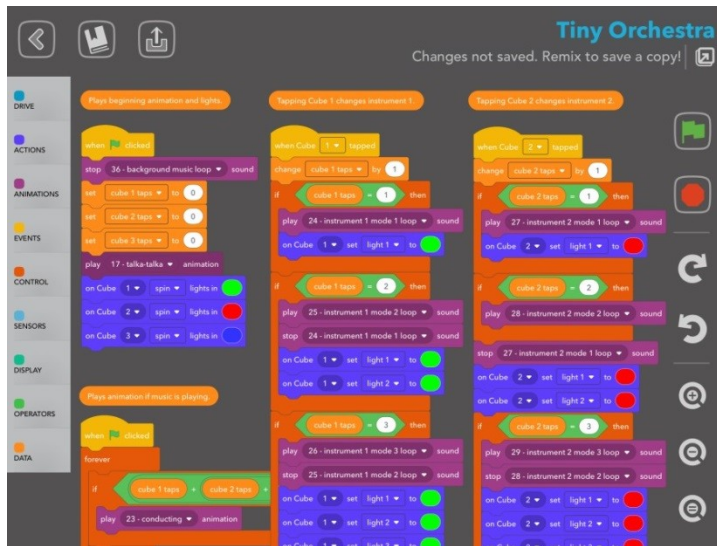 Tiny Orchestra
Changes not saved. Remix to save a copy!
DRIVE
ACTIONS
ANIMATIONS
EVENTS
CONTROL
SENSORS
DISPLAY
OPERATORS
DATA
Plays beginning animation and lights.
when clicked
stop 36 - background music loop sound
set cube 1 taps to 0
set cube 2 taps to 0
set cube 3 taps to 0
play 17 - talka-talka animation
on Cube 1 spin lights in
on Cube 2 spin lights in
on Cube 3 spin lights in
Plays animation if music is playing.
when clicked
forever
if cube 1 taps + cube 2 taps +
play 23 - conducting animation
Tapping Cube 1 changes instrument 1.
when Cube 1 tapped
change cube 1 taps by 1
if cube 1 taps = 1 then
play 24 - instrument 1 mode 1 loop sound
on Cube 1 set light 1 to
if cube 1 taps = 2 then
play 25 - instrument 1 mode 2 loop sound
stop 24 - instrument 1 mode 1 loop sound
on Cube 1 set light 1 to
on Cube 1 set light 2 to
if cube 1 taps = 3 then
play 26 - instrument 1 mode 3 loop sound
stop 25 - instrument 1 mode 2 loop sound
on Cube 1 set light 1 to
on Cube 1 set light 2 to
on Cube 1 set light 3 to
Tapping Cube 2 changes instrument 2.
when Cube 2 tapped
change cube 2 taps by 1
if cube 2 taps = 1 then
play 27 - instrument 2 mode 1 loop sound
on Cube 2 set light 1 to
if cube 2 taps = 2 then
play 28 - instrument 2 mode 2 loop sound
stop 27 - instrument 2 mode 1 loop sound
on Cube 2 set light 1 to
on Cube 2 set light 2 to
if cube 2 taps = 3 then
play 29 - instrument 2 mode 3 loop sound
stop 28 - instrument 2 mode 2 loop sound
on Cube 2 set light 1 to
on Cube 2 set light 2 to